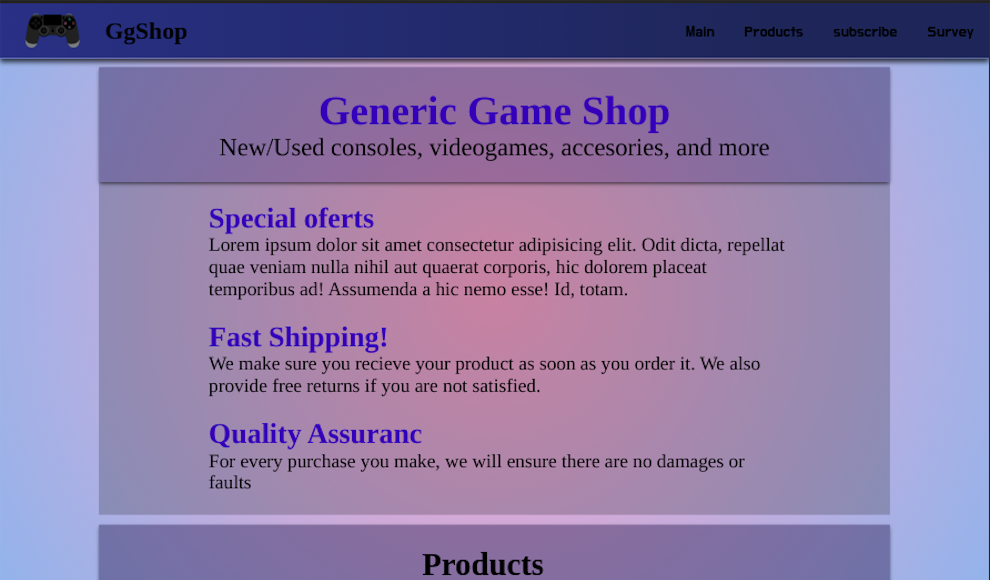 GgShop
Main
Products
subscribe
Survey
Generic Game Shop
New/Used consoles, videogames, accesories, and more
Special oferts
Lorem ipsum dolor sit amet consectetur adipisicing elit. Odit dicta, repellat
quae veniam nulla nihil aut quaerat corporis, hic dolorem placeat
temporibus ad! Assumenda a hic nemo esse! Id, totam.
Fast Shipping!
We make sure you recieve your product as soon as you order it. We also
provide free returns if you are not satisfied.
Quality Assuranc
For every purchase you make, we will ensure there are no damages or
faults
Products